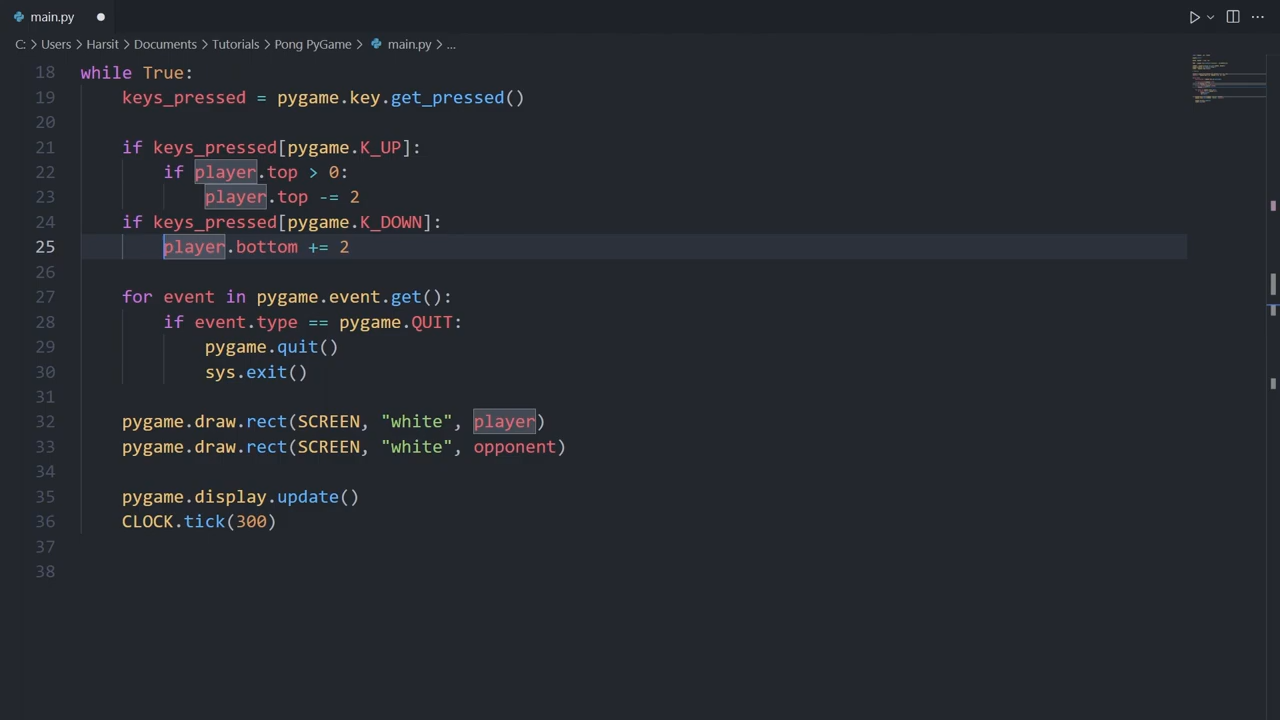 main.py
C: > Users > Harsit > Documents > Tutorials > Pong PyGame > main.py > ...
18 while True:
19     keys_pressed = pygame.key.get_pressed()
20
21     if keys_pressed[pygame.K_UP]:
22         if player.top > 0:
23             player.top -= 2
24     if keys_pressed[pygame.K_DOWN]:
25         player.bottom += 2
26
27     for event in pygame.event.get():
28         if event.type == pygame.QUIT:
29             pygame.quit()
30             sys.exit()
31
32     pygame.draw.rect(SCREEN, "white", player)
33     pygame.draw.rect(SCREEN, "white", opponent)
34
35     pygame.display.update()
36     CLOCK.tick(300)
37
38